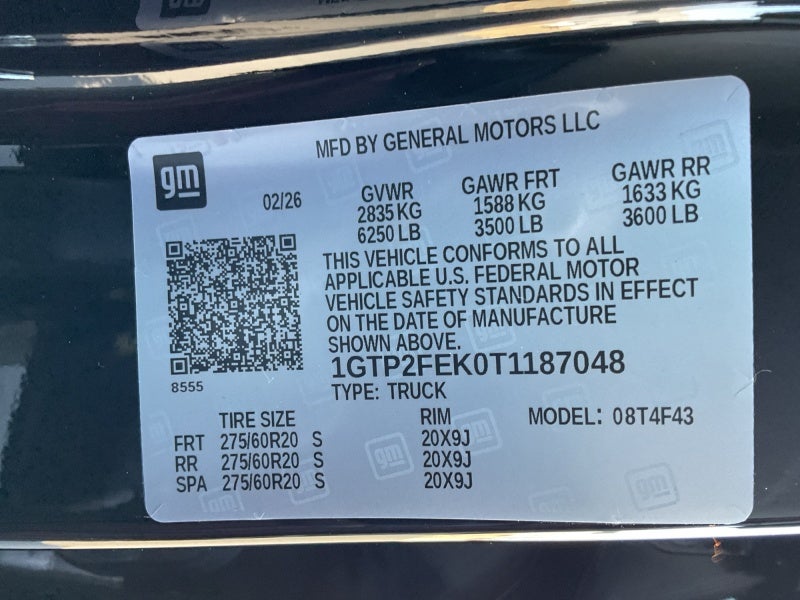 MFD BY GENERAL MOTORS LLC
gm
02/26
GVWR GAWR FRT GAWR RR
2835 KG 1588 KG 1633 KG
6250 LB 3500 LB 3600 LB
THIS VEHICLE CONFORMS TO ALL
APPLICABLE U.S. FEDERAL MOTOR
VEHICLE SAFETY STANDARDS IN EFFECT
ON THE DATE OF MANUFACTURE
SHOWN ABOVE.
8555
1GTP2FEK0T1187048
TYPE: TRUCK
TIRE SIZE RIM MODEL: 08T4F43
FRT 275/60R20 S 20X9J
RR 275/60R20 S 20X9J
SPA 275/60R20 S 20X9J
gm
gm